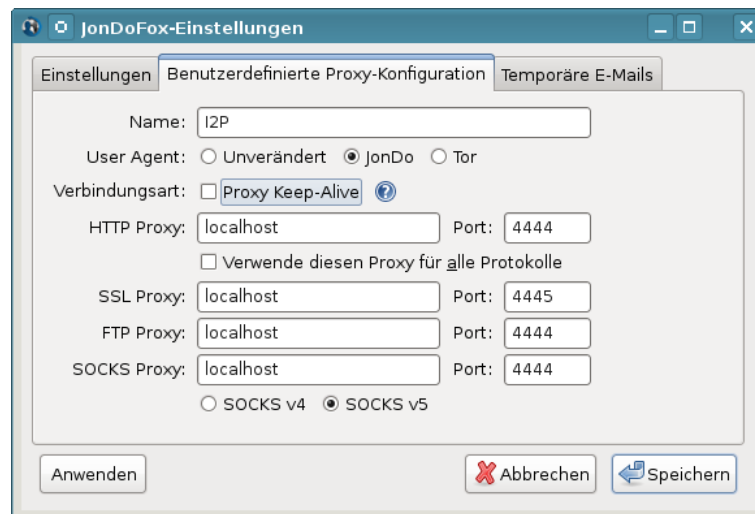 JonDoFox-Einstellungen
Einstellungen Benutzerdefinierte Proxy-Konfiguration Temporäre E-Mails
Name: I2P
User Agent: Unverändert JonDo Tor
Verbindungsart: Proxy Keep-Alive ?
HTTP Proxy: localhost Port: 4444
Verwende diesen Proxy für alle Protokolle
SSL Proxy: localhost Port: 4445
FTP Proxy: localhost Port: 4444
SOCKS Proxy: localhost Port: 4444
SOCKS v4 SOCKS v5
Anwenden Abbrechen Speichern